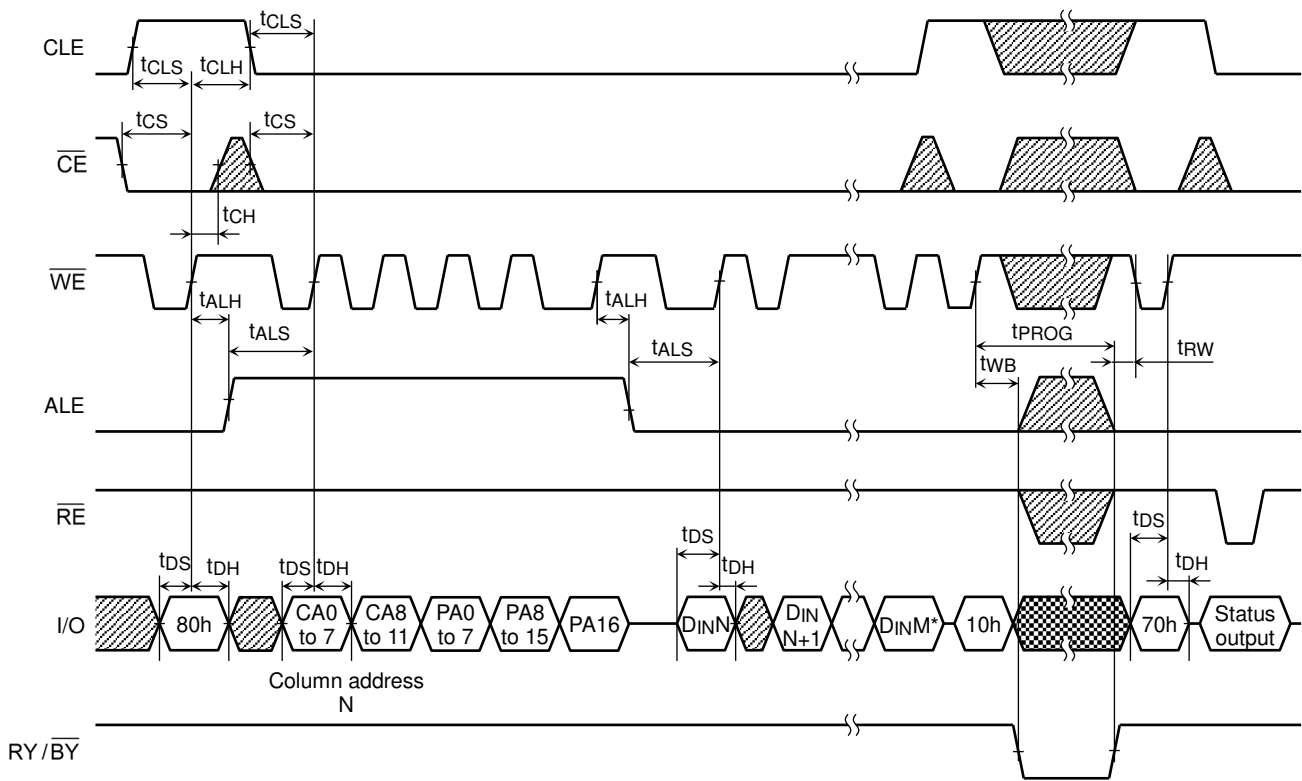 CLE
tCLS
tCLS
tCLH
CE
tCS
tCS
tCH
WE
tALH
tALS
tALH
tALS
tPROG
tWB
tRW
ALE
RE
tDS
tDH
tDS
tDH
tDS
tDH
tDS
tDH
I/O
80h
CA0
to 7
CA8
to 11
PA0
to 7
PA8
to 15
PA16
DINN
DIN
N+1
DINM*
10h
70h
Status
output
Column address
N
RY / BY